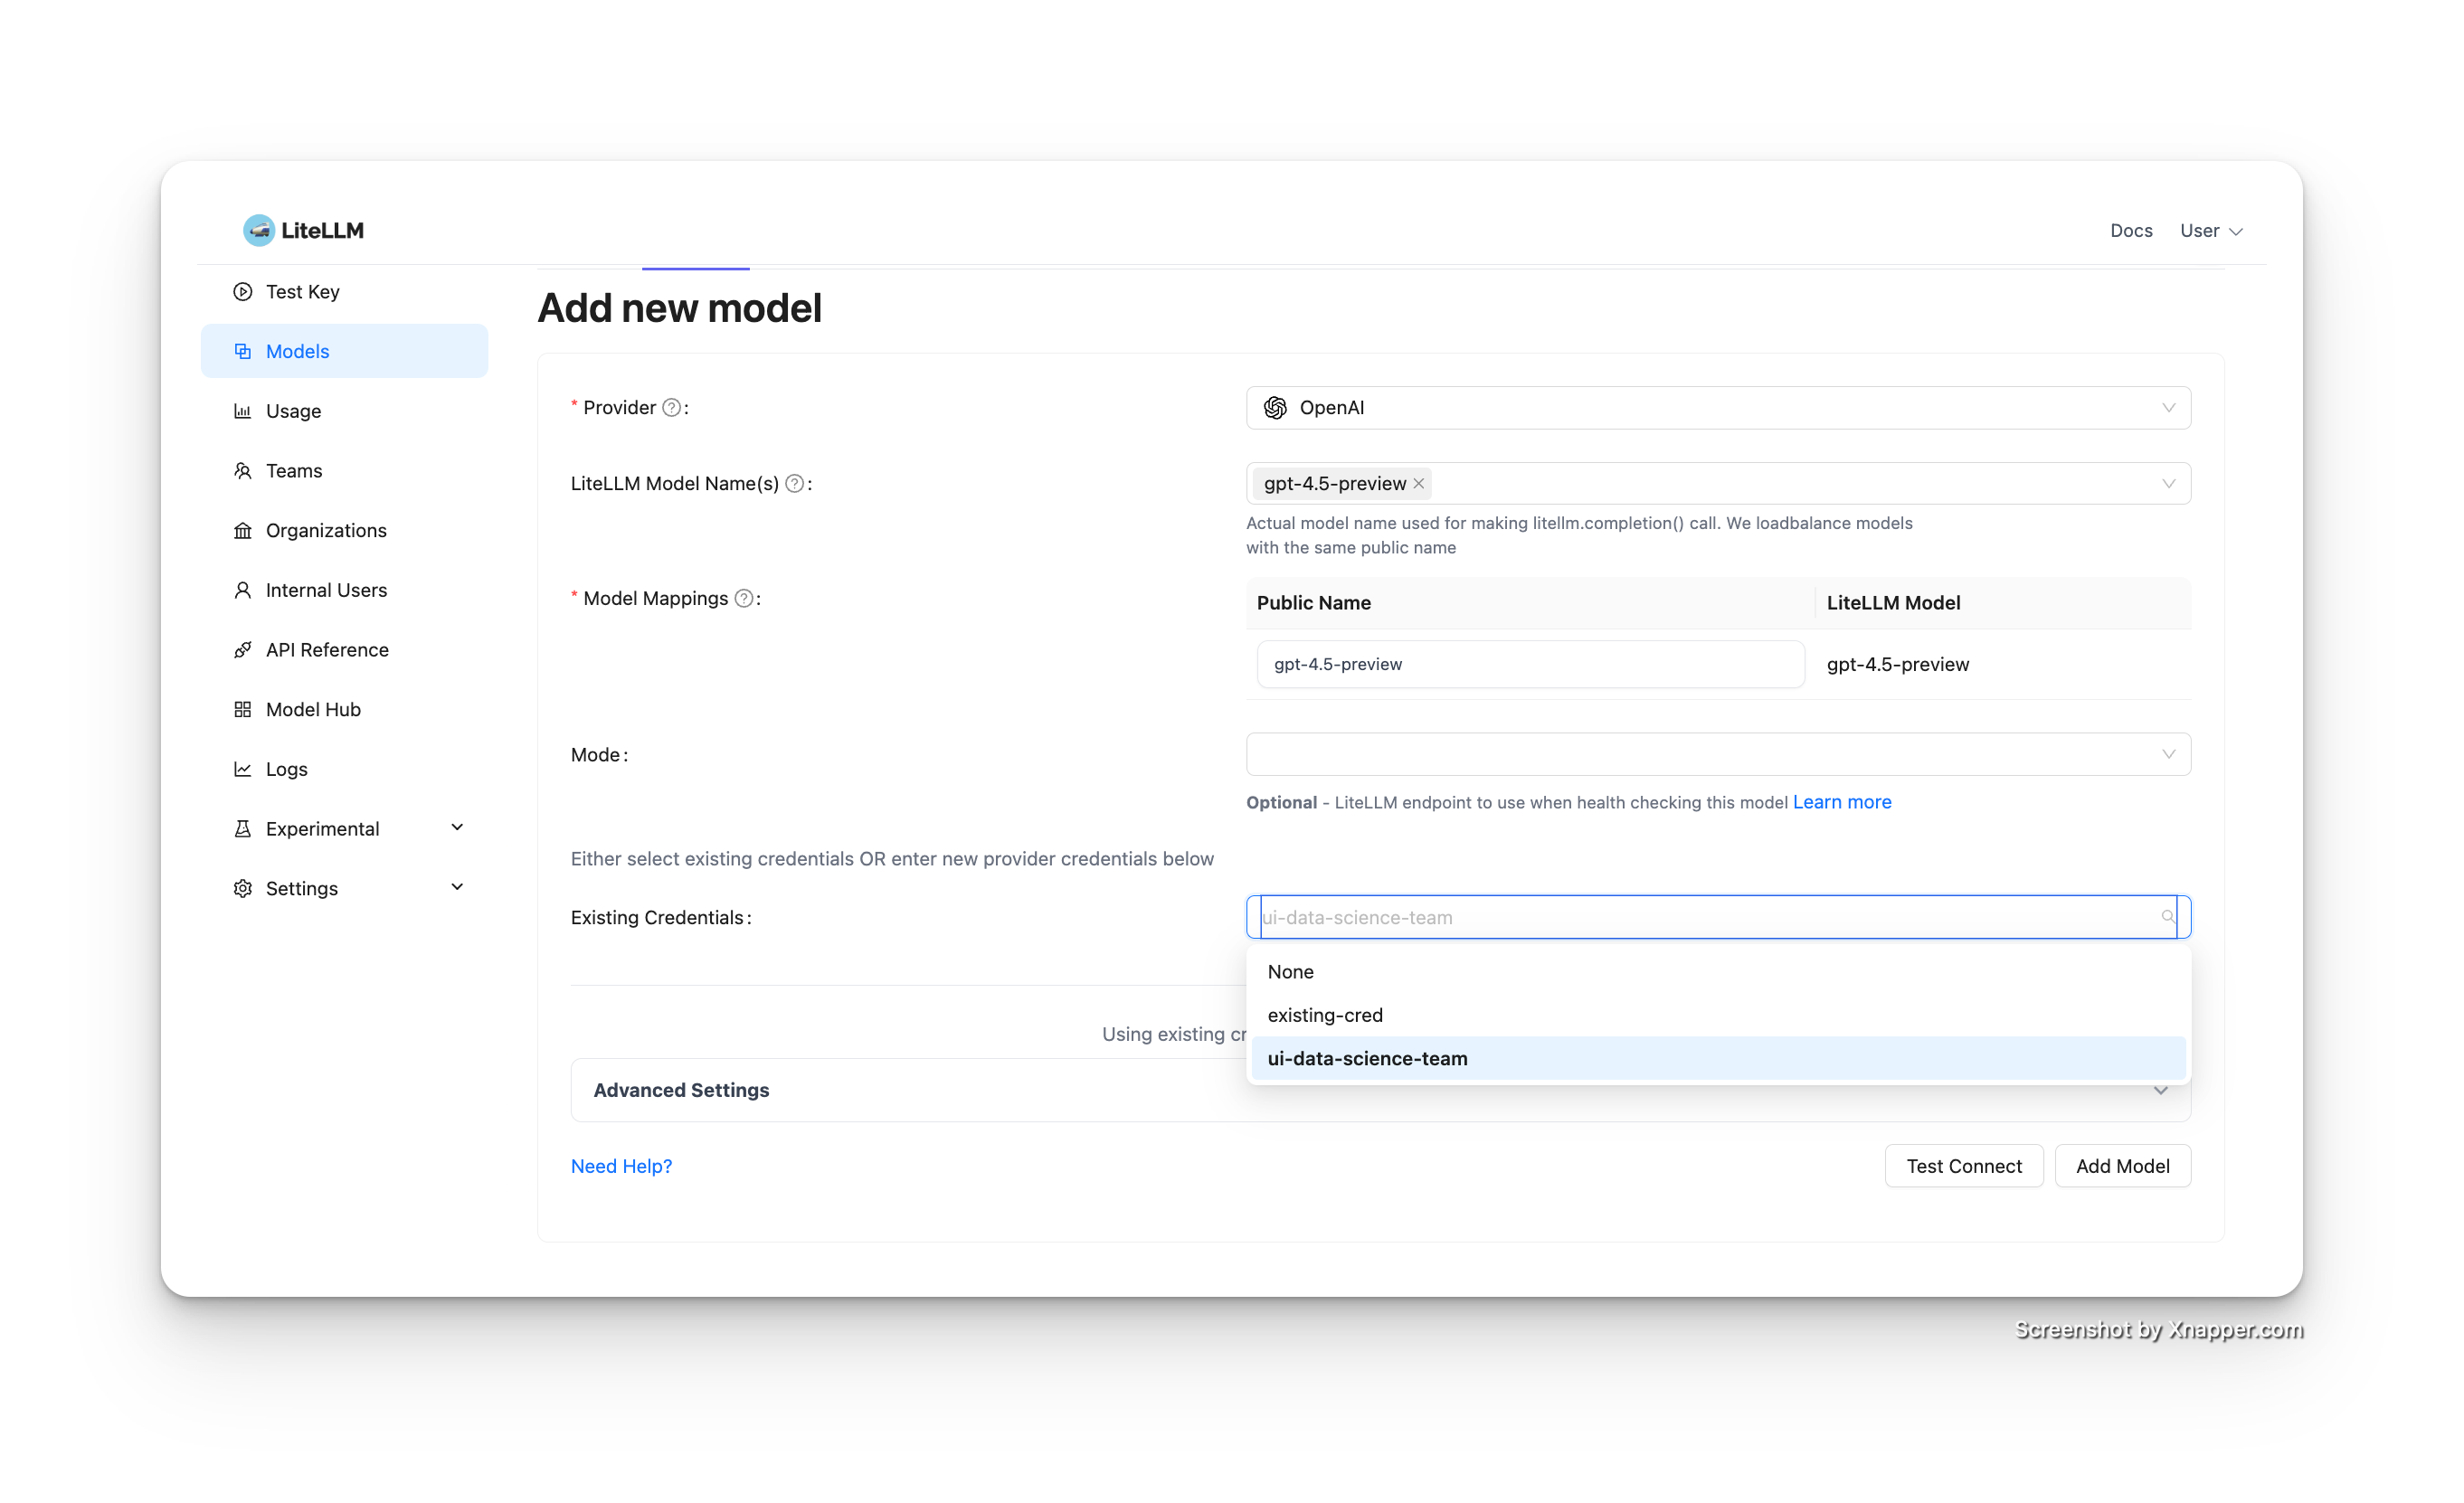 LiteLLM
Docs
User
Test Key
Models
Usage
Teams
Organizations
Internal Users
API Reference
Model Hub
Logs
Experimental
Settings
Add new model
* Provider ? :
OpenAI
LiteLLM Model Name(s) ? :
gpt-4.5-preview
Actual model name used for making litellm.completion() call. We loadbalance models
with the same public name
* Model Mappings ? :
Public Name
LiteLLM Model
gpt-4.5-preview
gpt-4.5-preview
Mode :
Optional - LiteLLM endpoint to use when health checking this model Learn more
Either select existing credentials OR enter new provider credentials below
Existing Credentials :
ui-data-science-team
None
existing-cred
ui-data-science-team
Using existing
Advanced Settings
Need Help?
Test Connect
Add Model
Screenshot by Xnapper.com